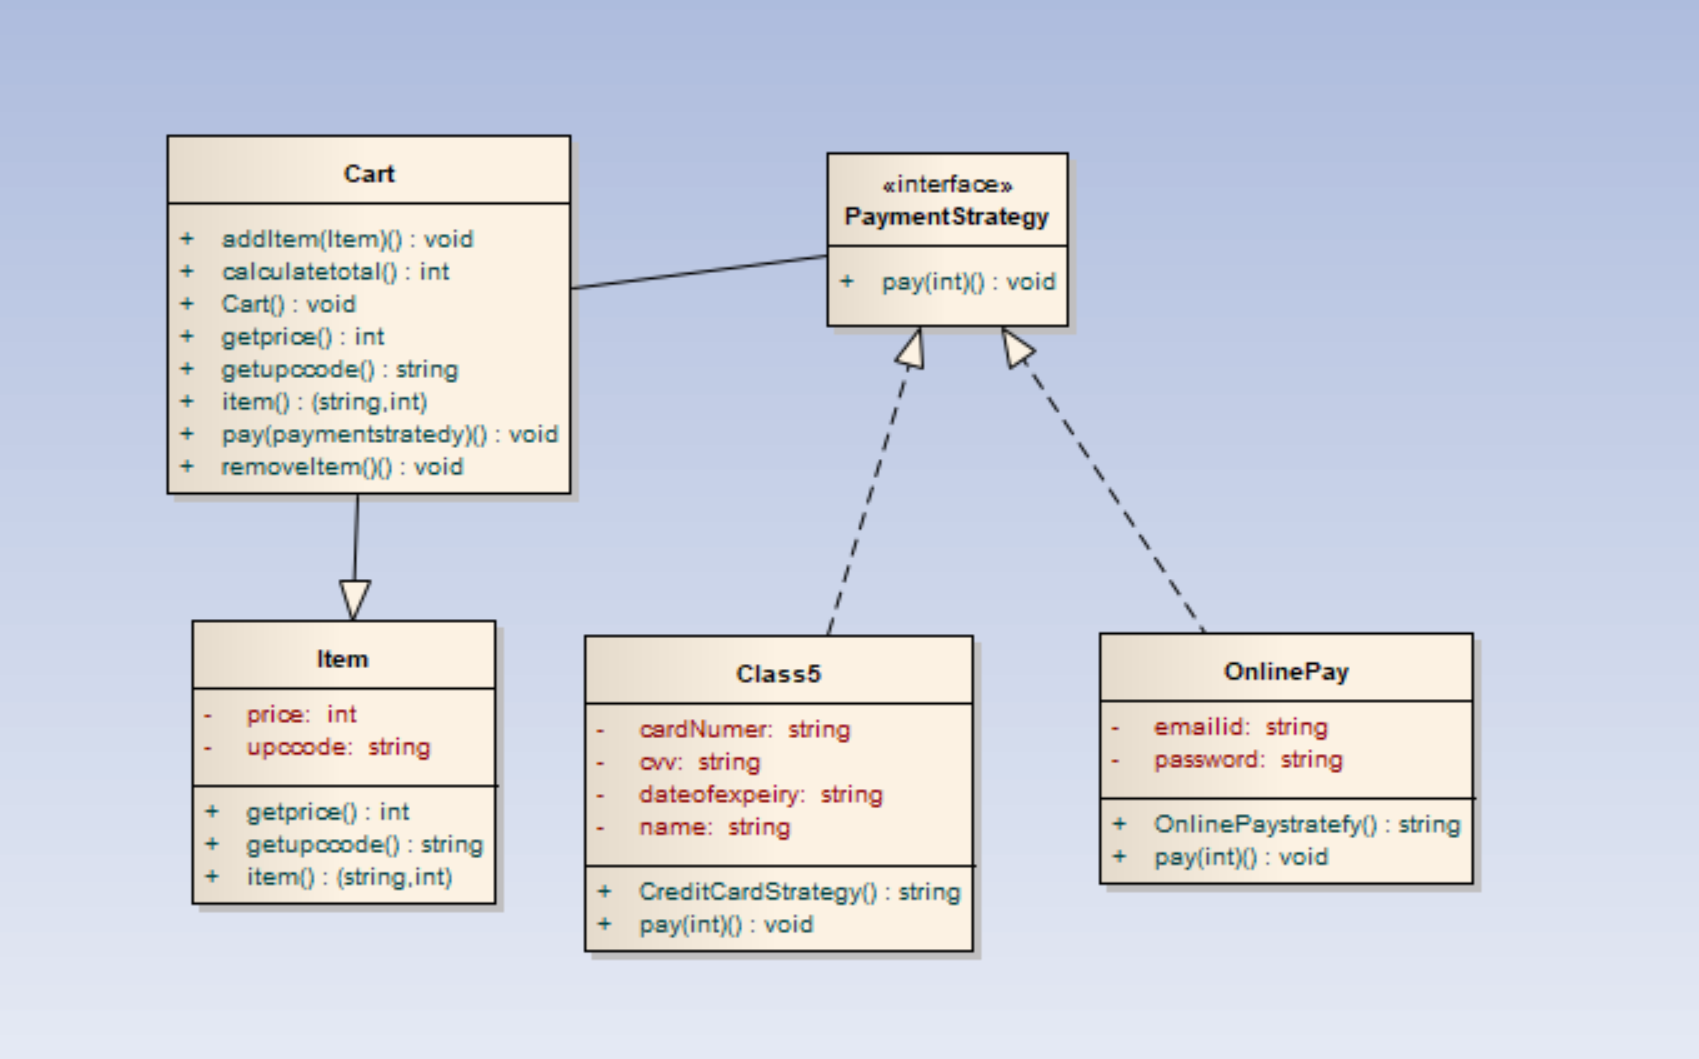 Cart
+ addItem(Item)() : void
+ calculatetotal() : int
+ Cart() : void
+ getprice() : int
+ getupccode() : string
+ item() : (string,int)
+ pay(paymentstratedy)() : void
+ removeItem()() : void
«interface»
PaymentStrategy
+ pay(int)() : void
Item
- price: int
- upccode: string
+ getprice() : int
+ getupccode() : string
+ item() : (string,int)
Class5
- cardNumer: string
- cvv: string
- dateofexpeiry: string
- name: string
+ CreditCardStrategy() : string
+ pay(int)() : void
OnlinePay
- emailid: string
- password: string
+ OnlinePaystratefy() : string
+ pay(int)() : void